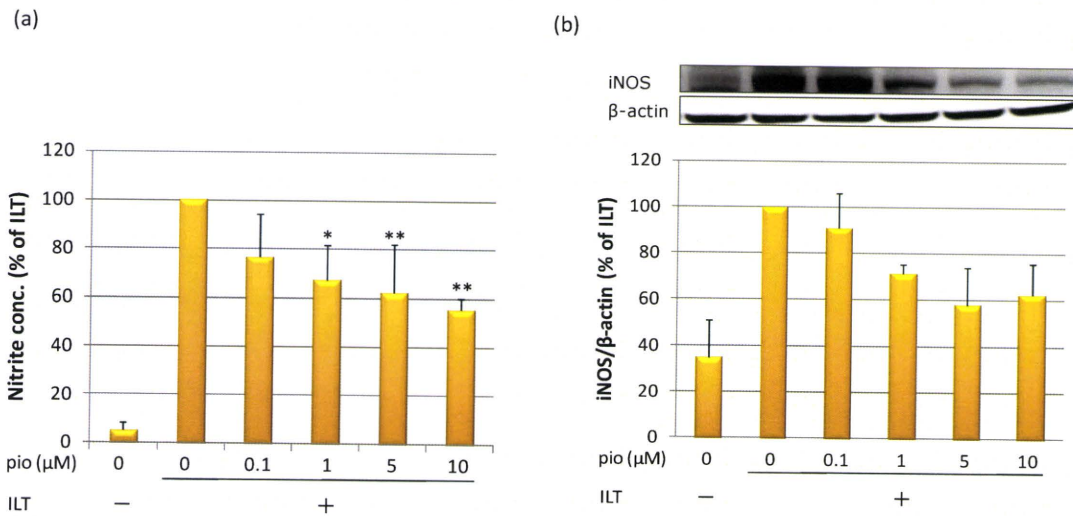 (a)
Nitrite conc. (% of ILT)
120
100
80
60
40
20
0
*
**
**
pio (µM) 0 0 0.1 1 5 10
ILT − +
(b)
iNOS
β-actin
iNOS/β-actin (% of ILT)
120
100
80
60
40
20
0
pio (µM) 0 0 0.1 1 5 10
ILT − +